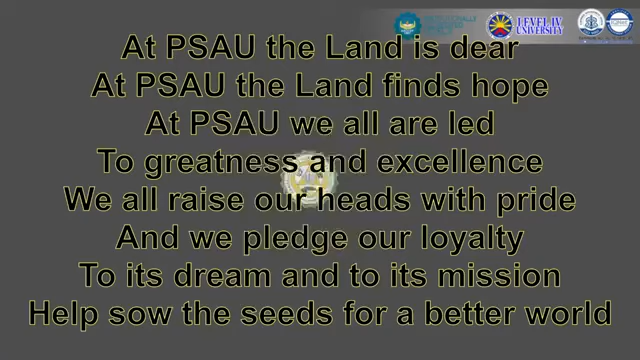 LEVEL IV
UNIVERSITY
At PSAU the Land is dear
At PSAU the Land finds hope
At PSAU we all are led
To greatness and excellence
We all raise our heads with pride
And we pledge our loyalty
To its dream and to its mission
Help sow the seeds for a better world